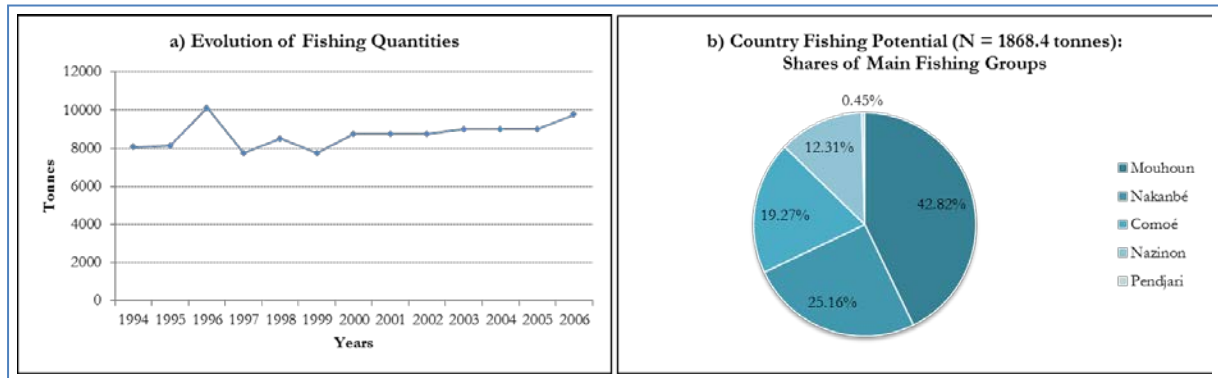 a) Evolution of Fishing Quantities
12000
10000
8000
6000
4000
2000
0
Tonnes
1994 1995 1996 1997 1998 1999 2000 2001 2002 2003 2004 2005 2006
Years
b) Country Fishing Potential (N = 1868.4 tonnes):
Shares of Main Fishing Groups
0.45%
12.31%
42.82%
19.27%
25.16%
Mouhoun
Nakanbé
Comoé
Nazinon
Pendjari